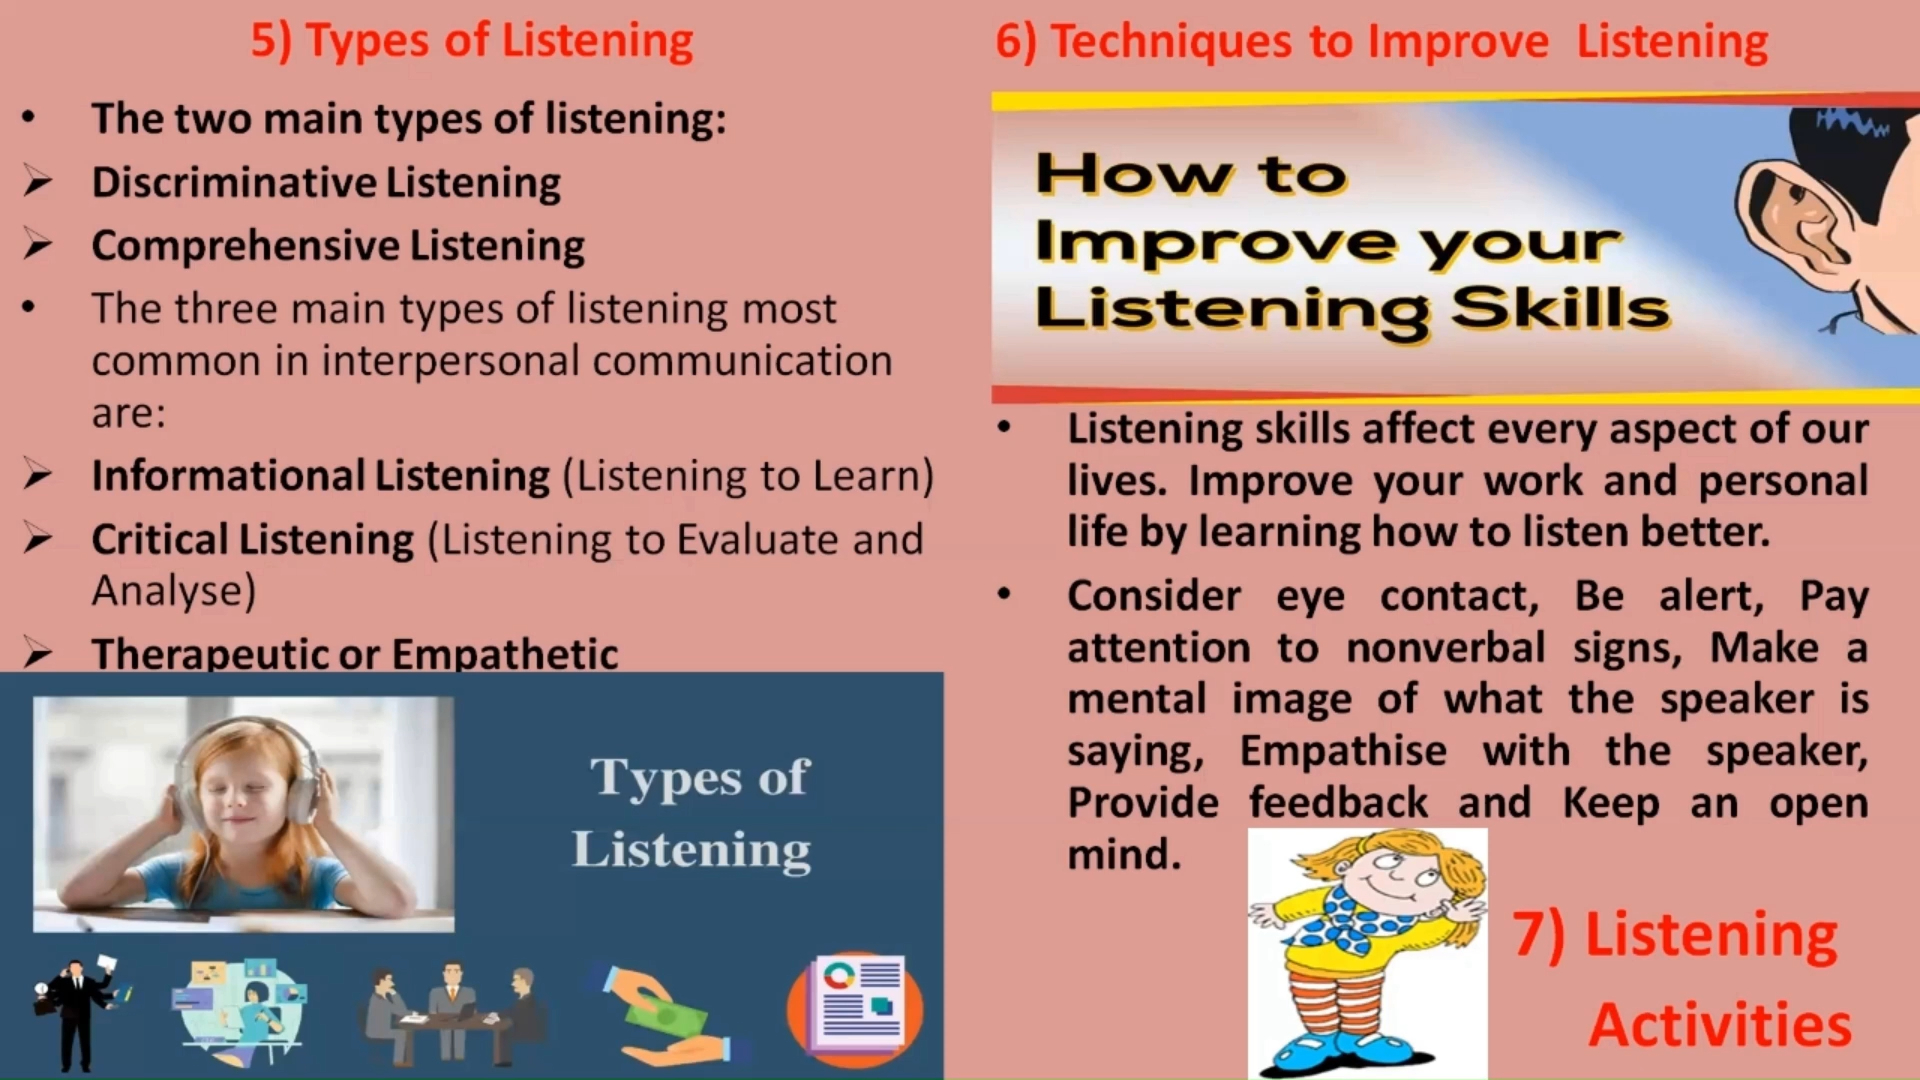 5) Types of Listening
• The two main types of listening:
➢ Discriminative Listening
➢ Comprehensive Listening
• The three main types of listening most
common in interpersonal communication
are:
➢ Informational Listening (Listening to Learn)
➢ Critical Listening (Listening to Evaluate and
Analyse)
➢ Therapeutic or Empathetic
Types of
Listening
6) Techniques to Improve Listening
How to
Improve your
Listening Skills
• Listening skills affect every aspect of our
lives. Improve your work and personal
life by learning how to listen better.
• Consider eye contact, Be alert, Pay
attention to nonverbal signs, Make a
mental image of what the speaker is
saying, Empathise with the speaker,
Provide feedback and Keep an open
mind.
7) Listening
Activities